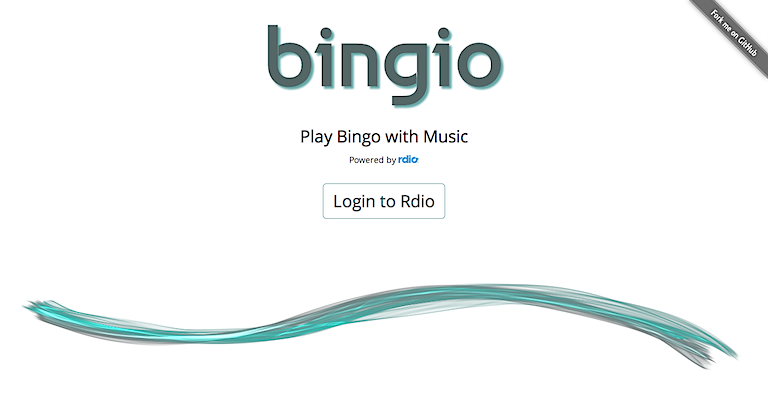 Fork me on GitHub
bingio
Play Bingo with Music
Powered by rdio
Login to Rdio